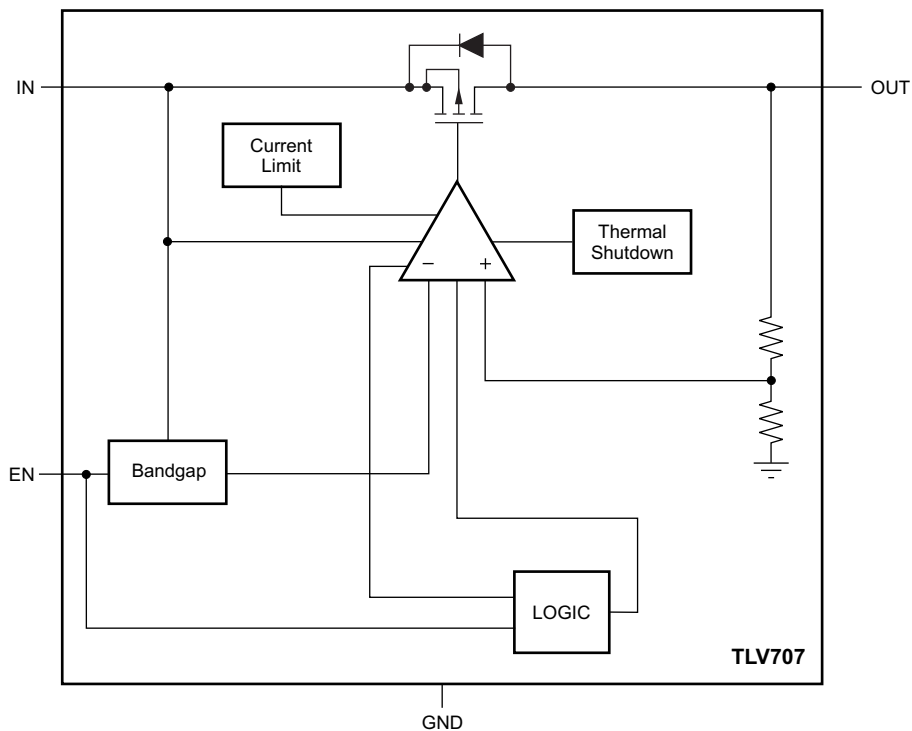 IN
OUT
Current
Limit
Thermal
Shutdown
−
+
EN
Bandgap
LOGIC
TLV707
GND